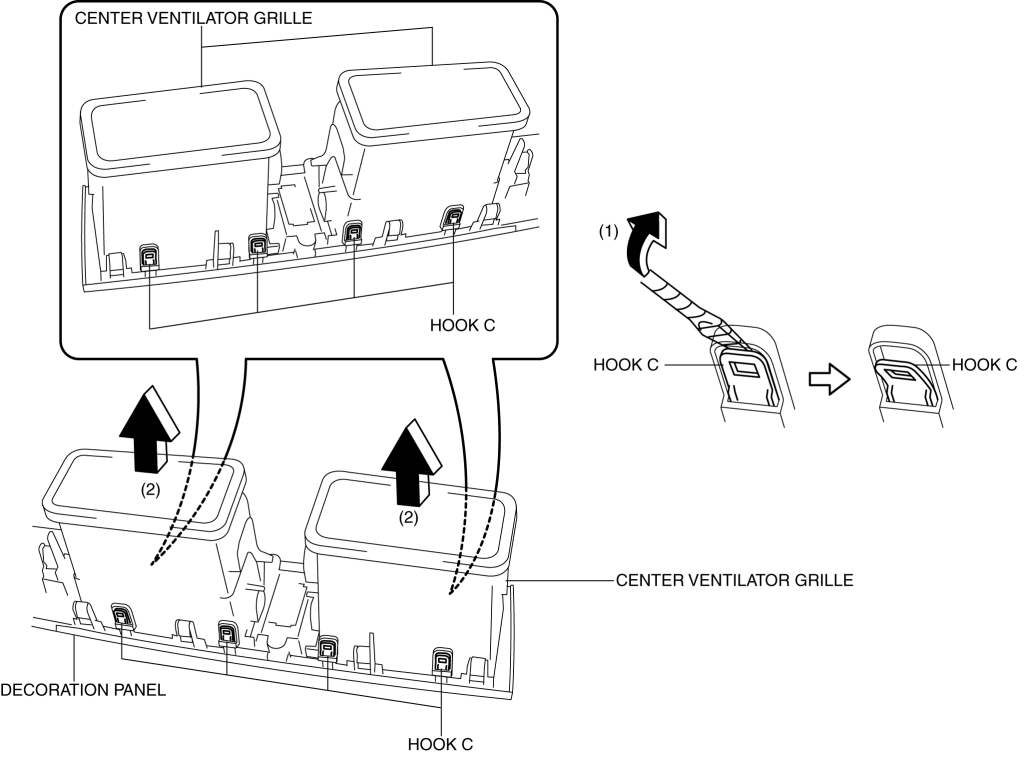 CENTER VENTILATOR GRILLE
HOOK C
(1)
HOOK C
HOOK C
(2)
(2)
CENTER VENTILATOR GRILLE
DECORATION PANEL
HOOK C